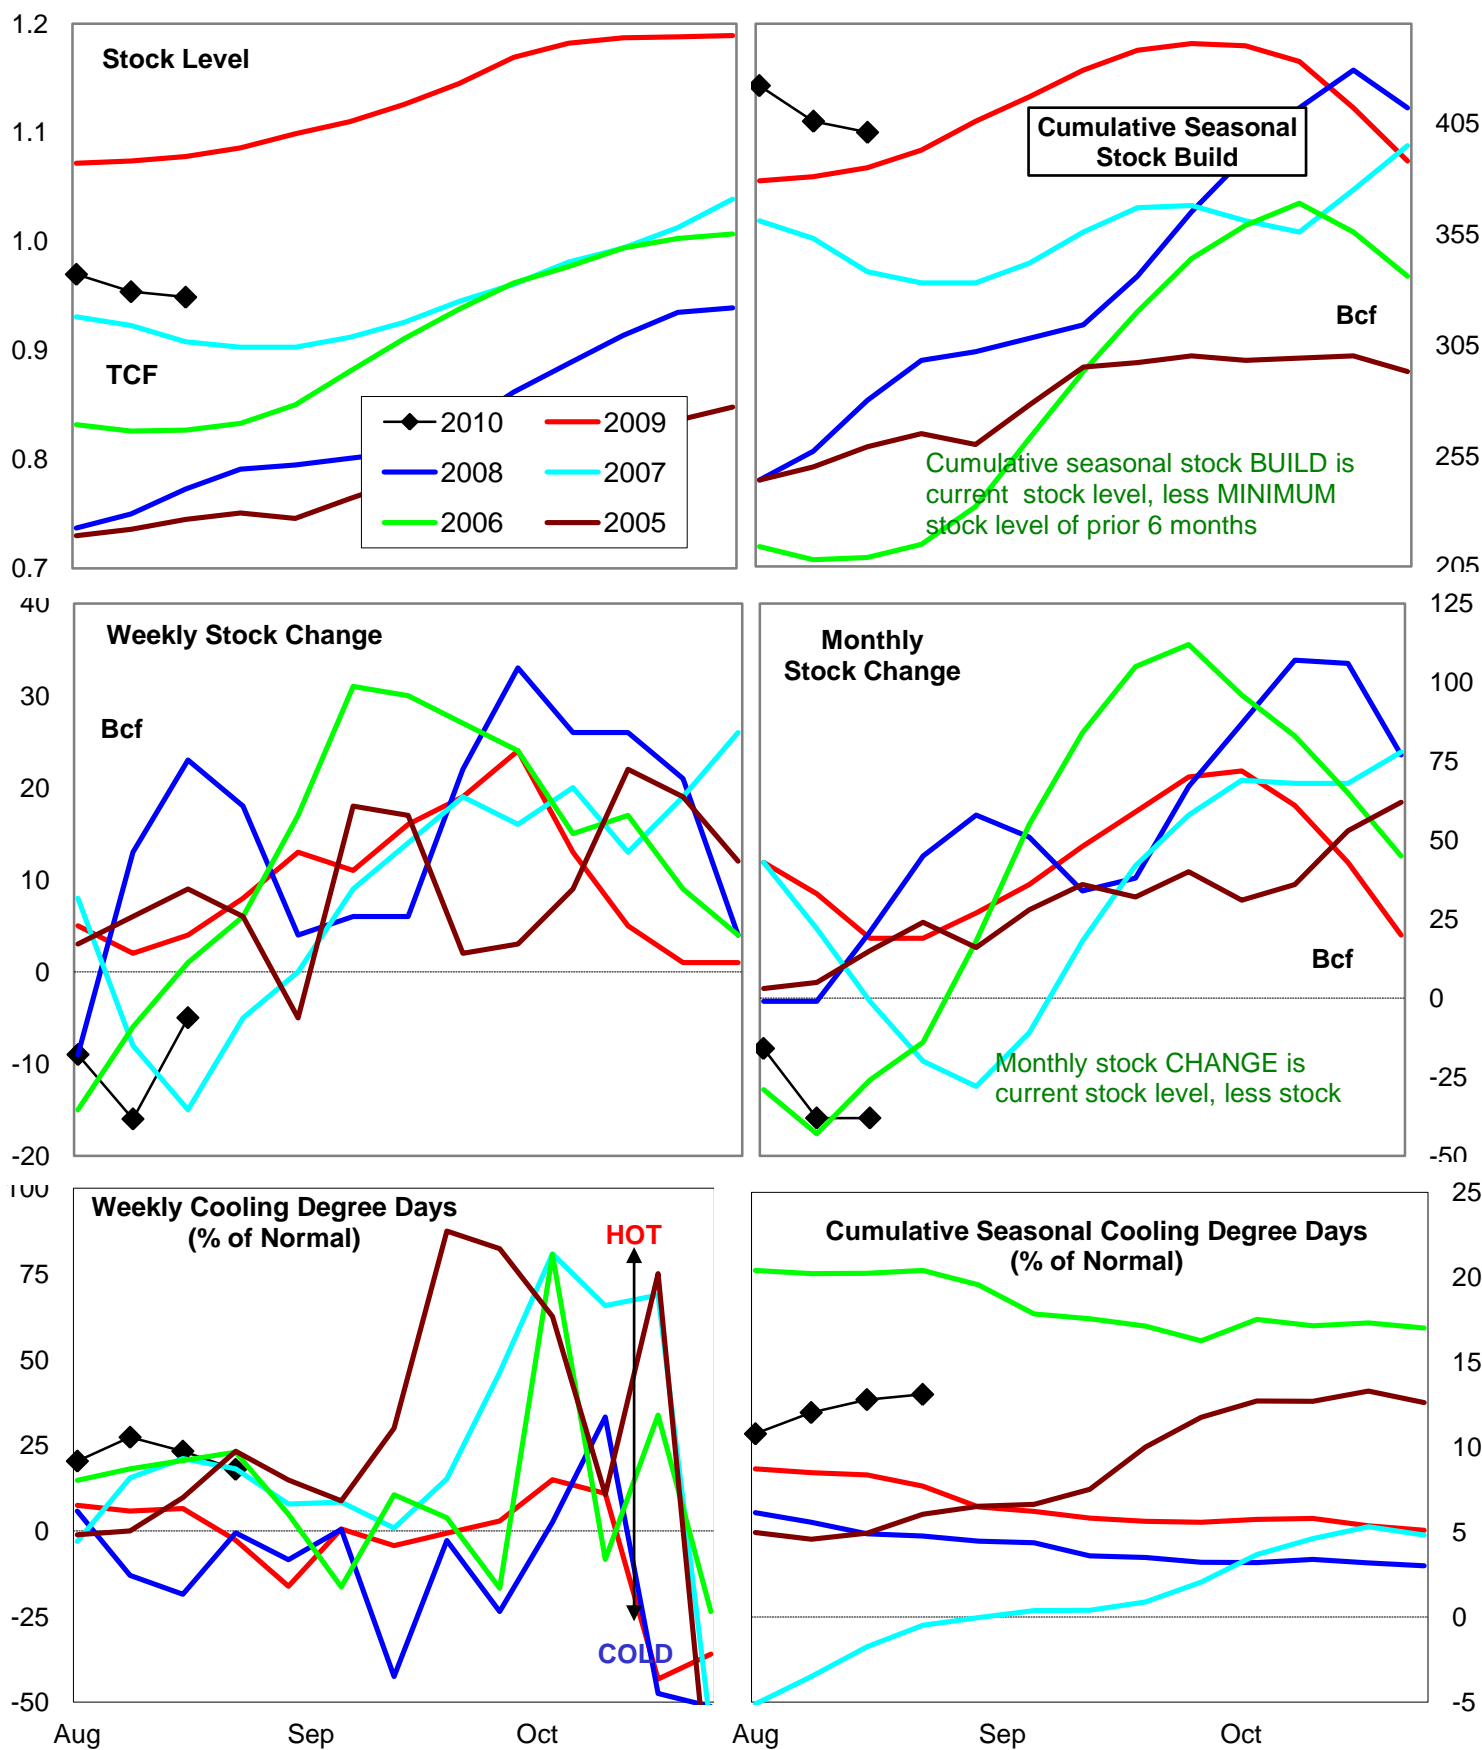 1.2
1.1
1.0
0.9
0.8
0.7
Stock Level
TCF
2010
2009
2008
2007
2006
2005
Cumulative Seasonal
Stock Build
Bcf
Cumulative seasonal stock BUILD is
current stock level, less MINIMUM
stock level of prior 6 months
405
355
305
255
205
40
30
20
10
0
-10
-20
Weekly Stock Change
Bcf
Monthly
Stock Change
Bcf
Monthly stock CHANGE is
current stock level, less stock
125
100
75
50
25
0
-25
-50
100
75
50
25
0
-25
-50
Weekly Cooling Degree Days
(% of Normal)
HOT
COLD
Aug
Sep
Oct
Cumulative Seasonal Cooling Degree Days
(% of Normal)
25
20
15
10
5
0
-5
Aug
Sep
Oct